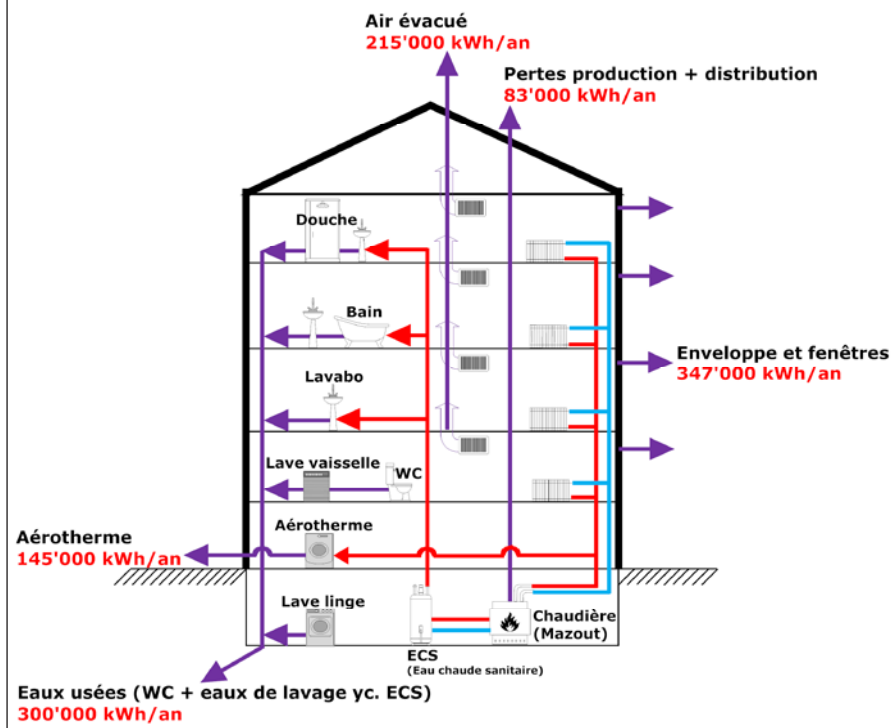 Air évacué
215'000 kWh/an
Pertes production + distribution
83'000 kWh/an
Douche
Bain
Enveloppe et fenêtres
347'000 kWh/an
Lavabo
Lave vaisselle
WC
Aérotherme
Aérotherme
145'000 kWh/an
Lave linge
Chaudière
(Mazout)
ECS
(Eau chaude sanitaire)
Eaux usées (WC + eaux de lavage yc. ECS)
300'000 kWh/an